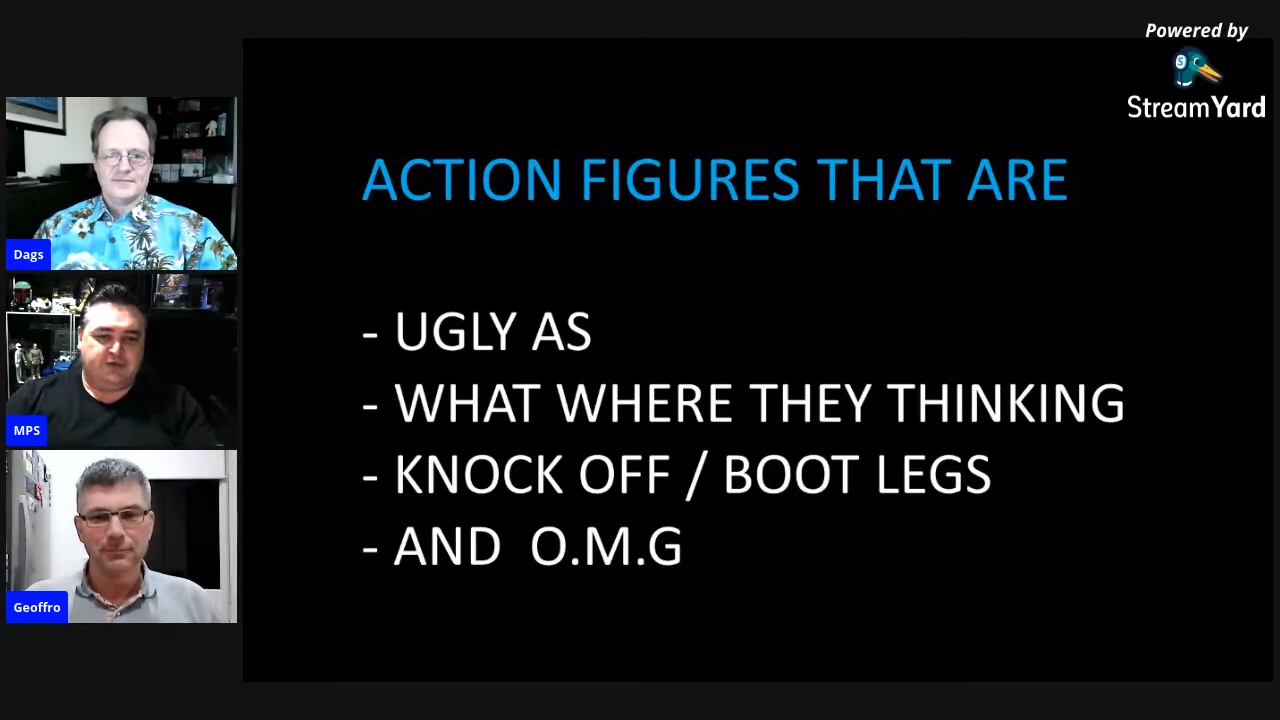 Powered by
StreamYard
ACTION FIGURES THAT ARE
- UGLY AS
- WHAT WHERE THEY THINKING
- KNOCK OFF / BOOT LEGS
- AND O.M.G
Dags
MPS
Geoffro